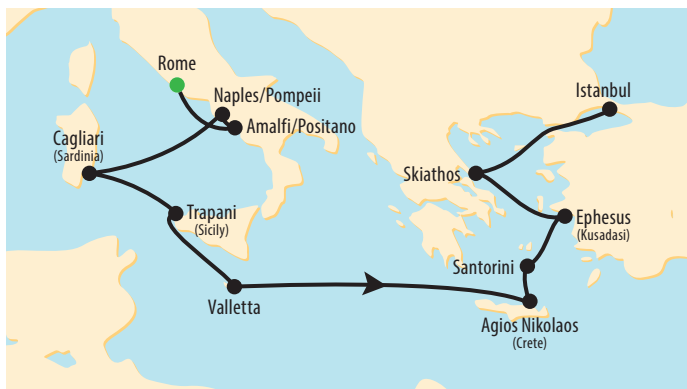 Rome
Naples/Pompeii
Amalfi/Positano
Cagliari
(Sardinia)
Trapani
(Sicily)
Valletta
Istanbul
Skiathos
Ephesus
(Kusadasi)
Santorini
Agios Nikolaos
(Crete)